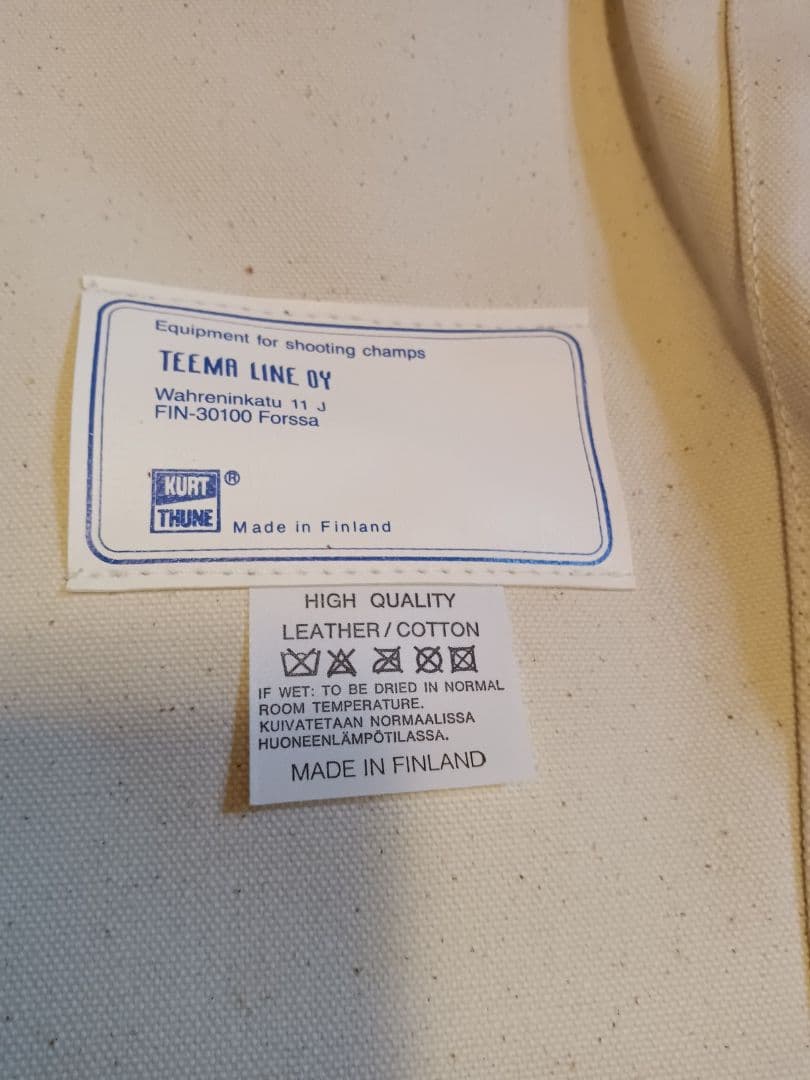 Equipment for shooting champs
TEEMA LINE OY
Wahreninkatu 11 J
FIN-30100 Forssa
KURT ®
THUNE
Made in Finland
HIGH QUALITY
LEATHER / COTTON
IF WET: TO BE DRIED IN NORMAL
ROOM TEMPERATURE.
KUIVATETAAN NORMAALISSA
HUONEENLÄMPÖTILASSA.
MADE IN FINLAND